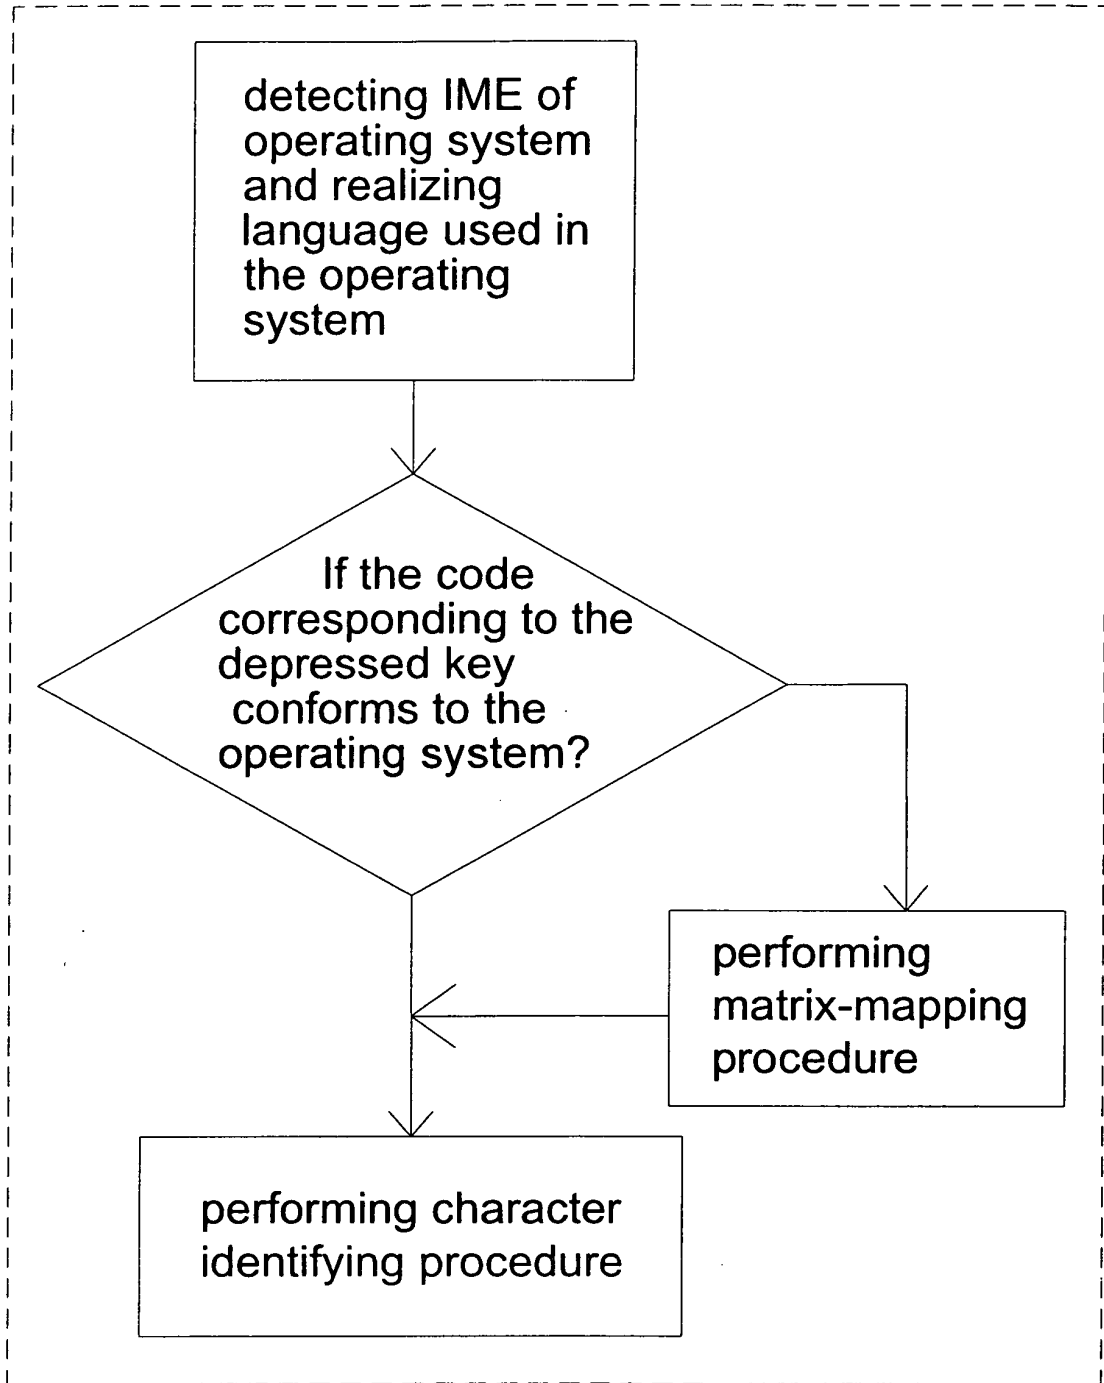 detecting IME of
operating system
and realizing
language used in
the operating
system
If the code
corresponding to the
depressed key
conforms to the
operating system?
performing
matrix-mapping
procedure
performing character
identifying procedure